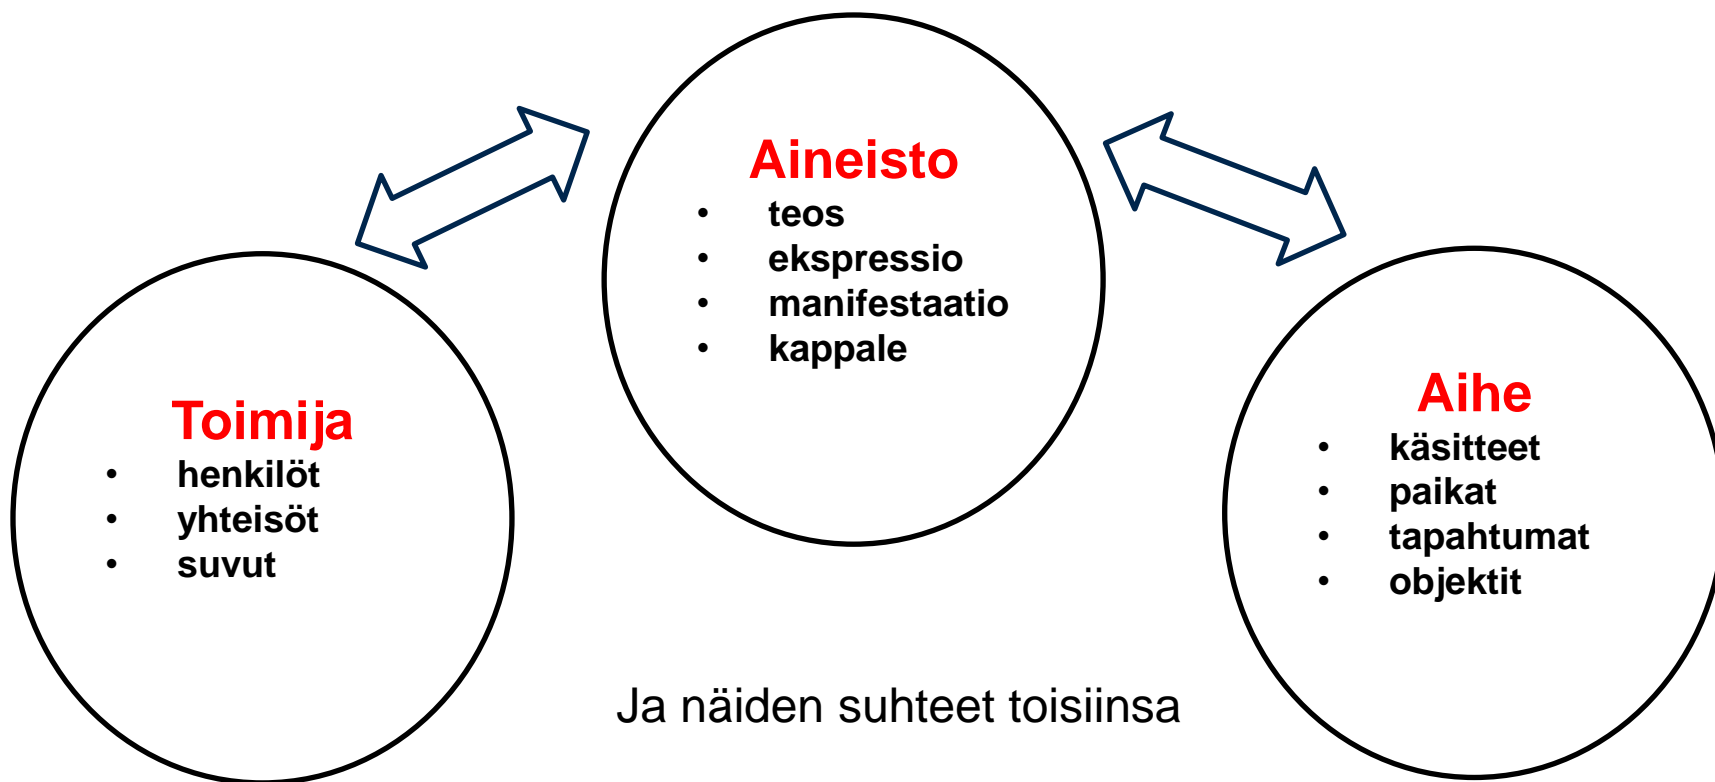 Aineisto
• teos
• ekspressio
• manifestaatio
• kappale
Toimija
• henkilöt
• yhteisöt
• suvut
Aihe
• käsitteet
• paikat
• tapahtumat
• objektit
Ja näiden suhteet toisiinsa